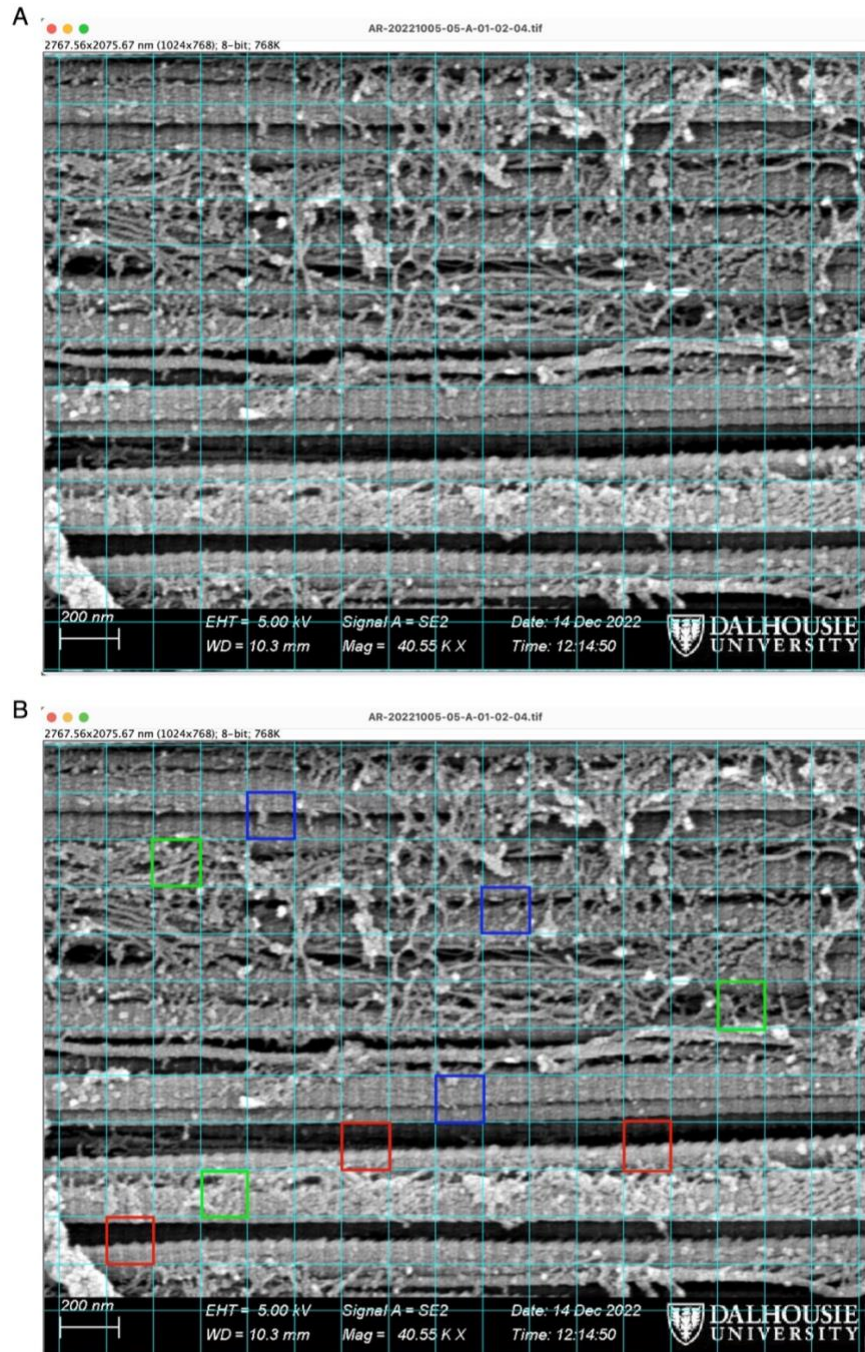 A
AR-20221005-05-A-01-02-04.tif
2767.56x2075.67 nm (1024x768); 8-bit; 768K
200 nm
EHT = 5.00 kV Signal A = SE2 Date: 14 Dec 2022
WD = 10.3 mm Mag = 40.55 K X Time: 12:14:50
DALHOUSIE
UNIVERSITY
B
AR-20221005-05-A-01-02-04.tif
2767.56x2075.67 nm (1024x768); 8-bit; 768K
200 nm
EHT = 5.00 kV Signal A = SE2 Date: 14 Dec 2022
WD = 10.3 mm Mag = 40.55 K X Time: 12:14:50
DALHOUSIE
UNIVERSITY